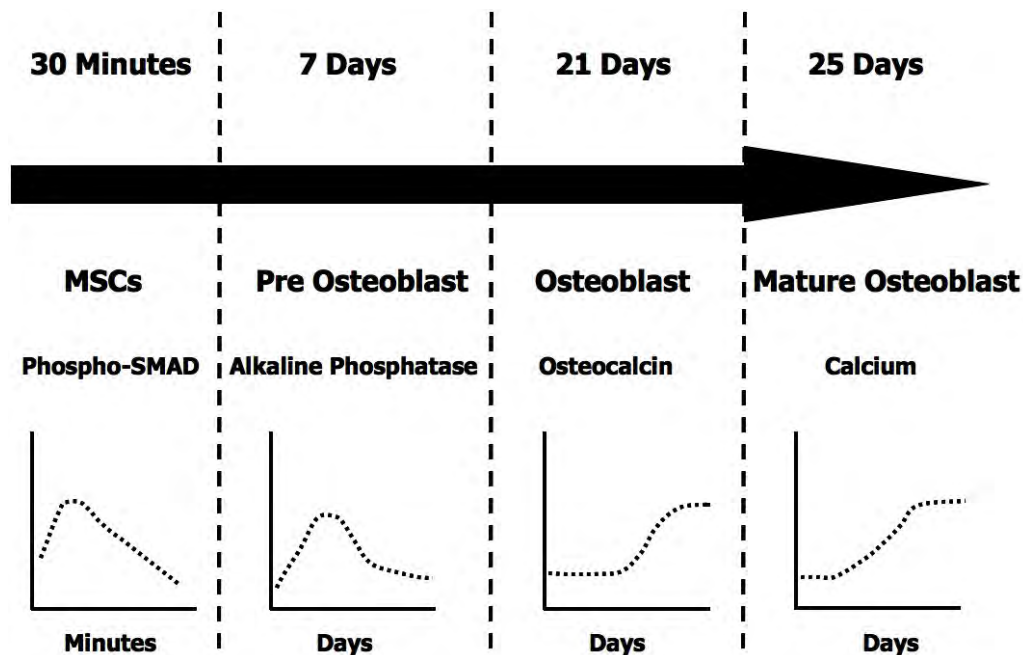 30 Minutes 7 Days 21 Days 25 Days
MSCs Pre Osteoblast Osteoblast Mature Osteoblast
Phospho-SMAD Alkaline Phosphatase Osteocalcin Calcium
Minutes Days Days Days